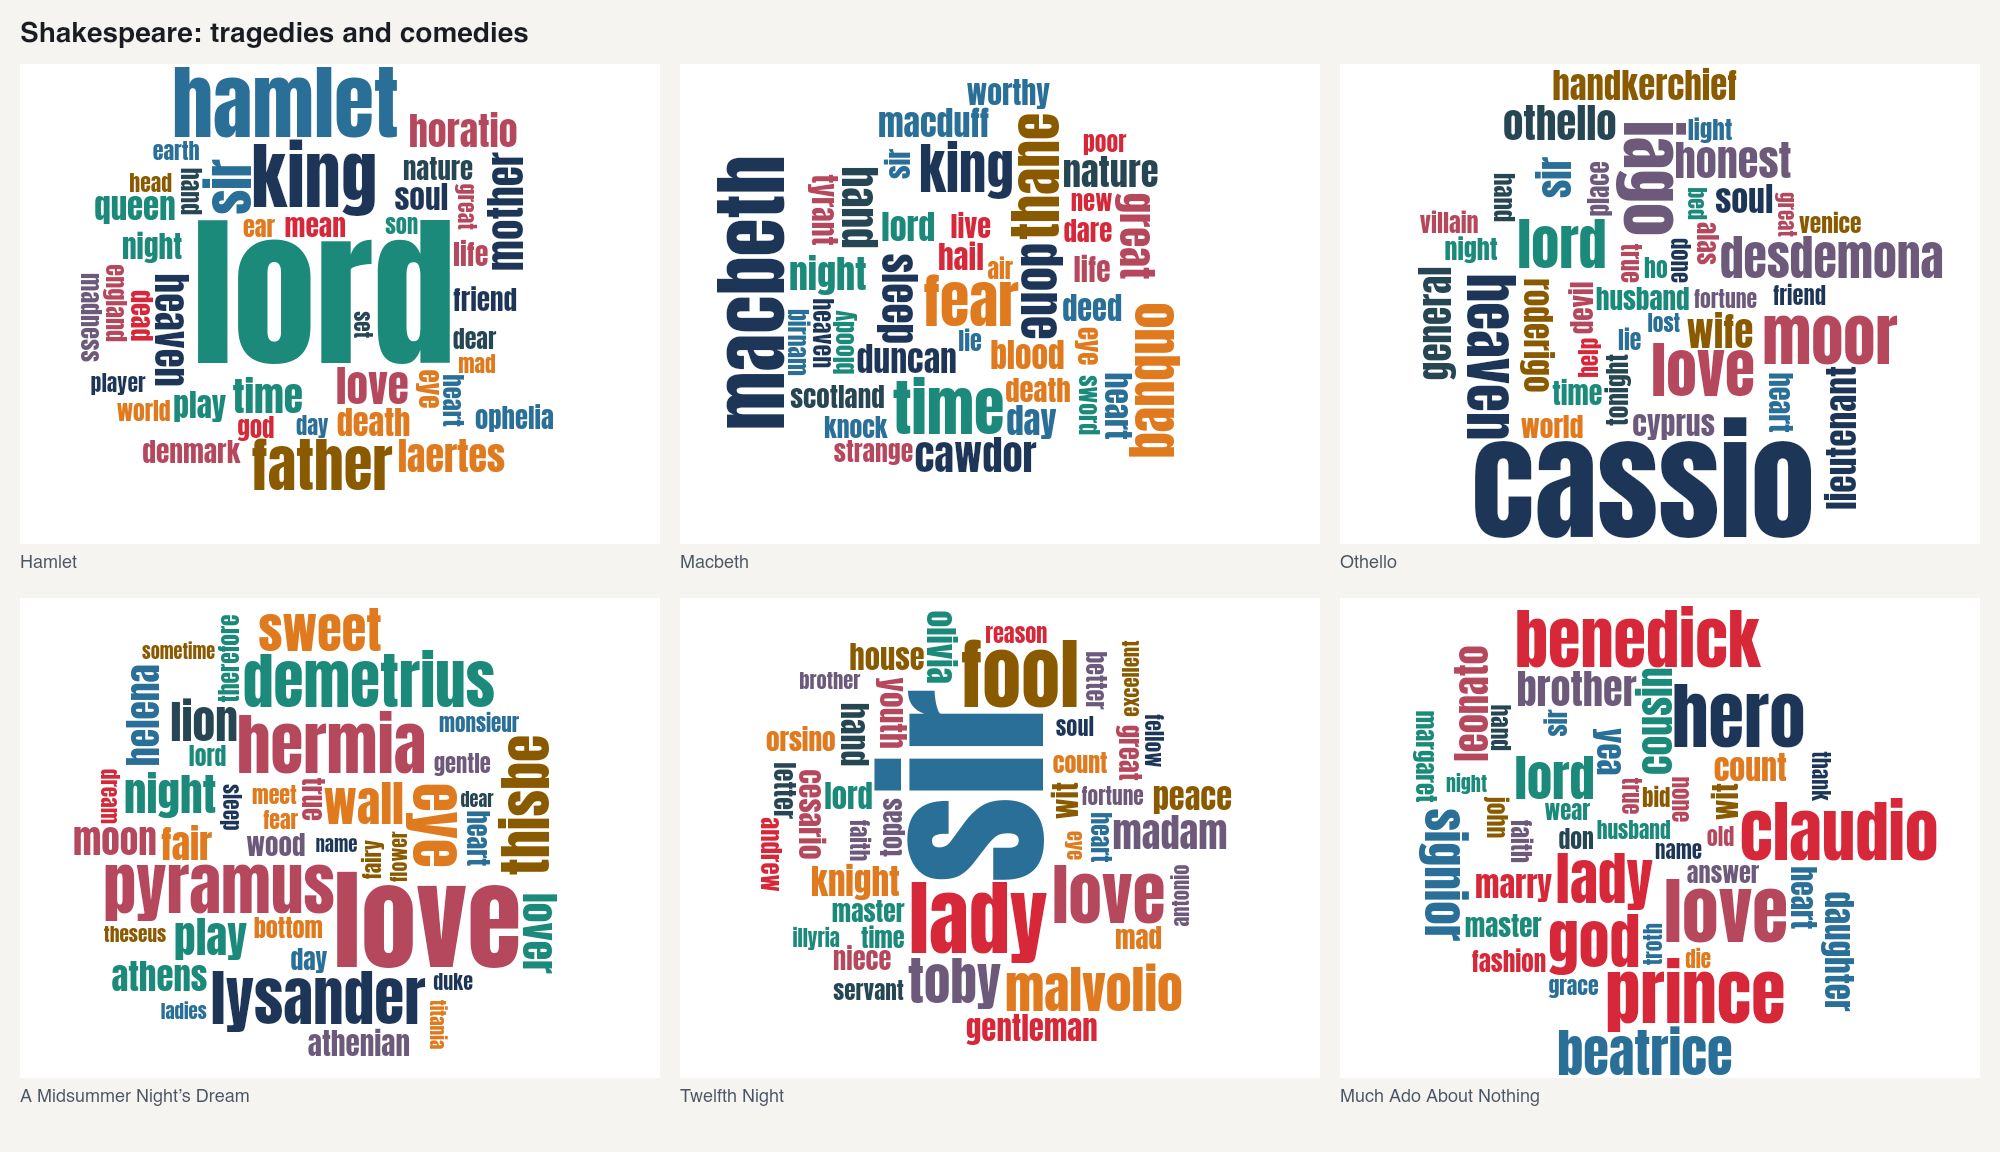 Shakespeare: tragedies and comedies
hamlet
horatio
earth
king
sir
nature
mother
head
hand
soul
great
queen
ear
mean
son
night
lord
life
england
madness
dead
heaven
friend
set
dear
mad
player
love
eye
heart
world
play
time
ophelia
god
day
death
denmark
father
laertes
Hamlet
worthy
macduff
thane
poor
sir
king
nature
macbeth
tyrant
hand
new
great
lord
live
dare
hail
done
night
sleep
air
life
fear
deed
birnam
heaven
bloody
banquo
lie
eye
duncan
blood
scotland
time
death
sword
heart
knock
day
strange
cawdor
Macbeth
handkerchief
othello
iago
light
honest
sir
place
hand
bed
soul
great
villain
lord
venice
night
true
ho
done
alas
desdemona
general
heaven
roderigo
devil
husband
fortune
friend
lost
lie
wife
moor
help
love
time
tonight
heart
lieutenant
world
cyprus
cassio
Othello
sweet
therefore
sometime
demetrius
helena
lion
hermia
monsieur
lord
gentle
thisbe
dream
night
sleep
meet
true
wall
eye
dear
fear
heart
moon
fair
wood
name
fairy
flower
pyramus
love
lover
theseus
play
bottom
day
athens
lysander
duke
ladies
titania
athenian
A Midsummer Night’s Dream
olivia
reason
house
fool
better
excellent
brother
youth
sir
hand
soul
great
fellow
orsino
count
letter
cesario
lord
sebastian
wit
fortune
peace
andrew
faith
eye
heart
madam
knight
lady
love
antonio
master
illyria
time
mad
niece
servant
toby
malvolio
gentleman
Twelfth Night
benedick
leonato
brother
cousin
hero
margaret
hand
sir
yea
night
lord
count
thank
john
wear
true
bid
none
wit
claudio
signior
faith
don
husband
old
name
marry
lady
answer
love
heart
daughter
master
god
troth
fashion
die
grace
prince
beatrice
Much Ado About Nothing